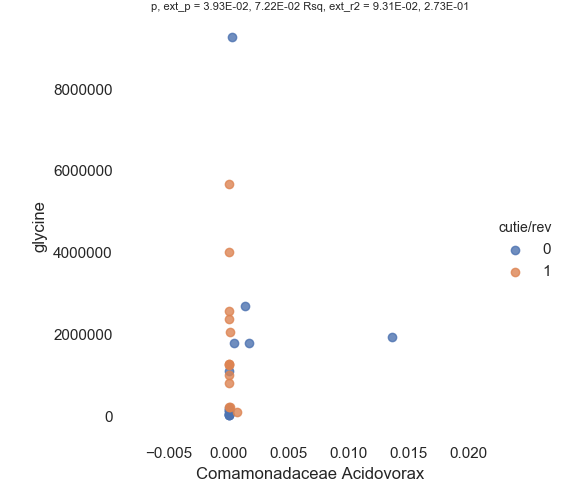 p, ext_p = 3.93E-02, 7.22E-02 Rsq, ext_r2 = 9.31E-02, 2.73E-01
8000000
6000000
4000000
2000000
0
glycine
cutie/rev
0
1
−0.005 0.000 0.005 0.010 0.015 0.020
Comamonadaceae Acidovorax